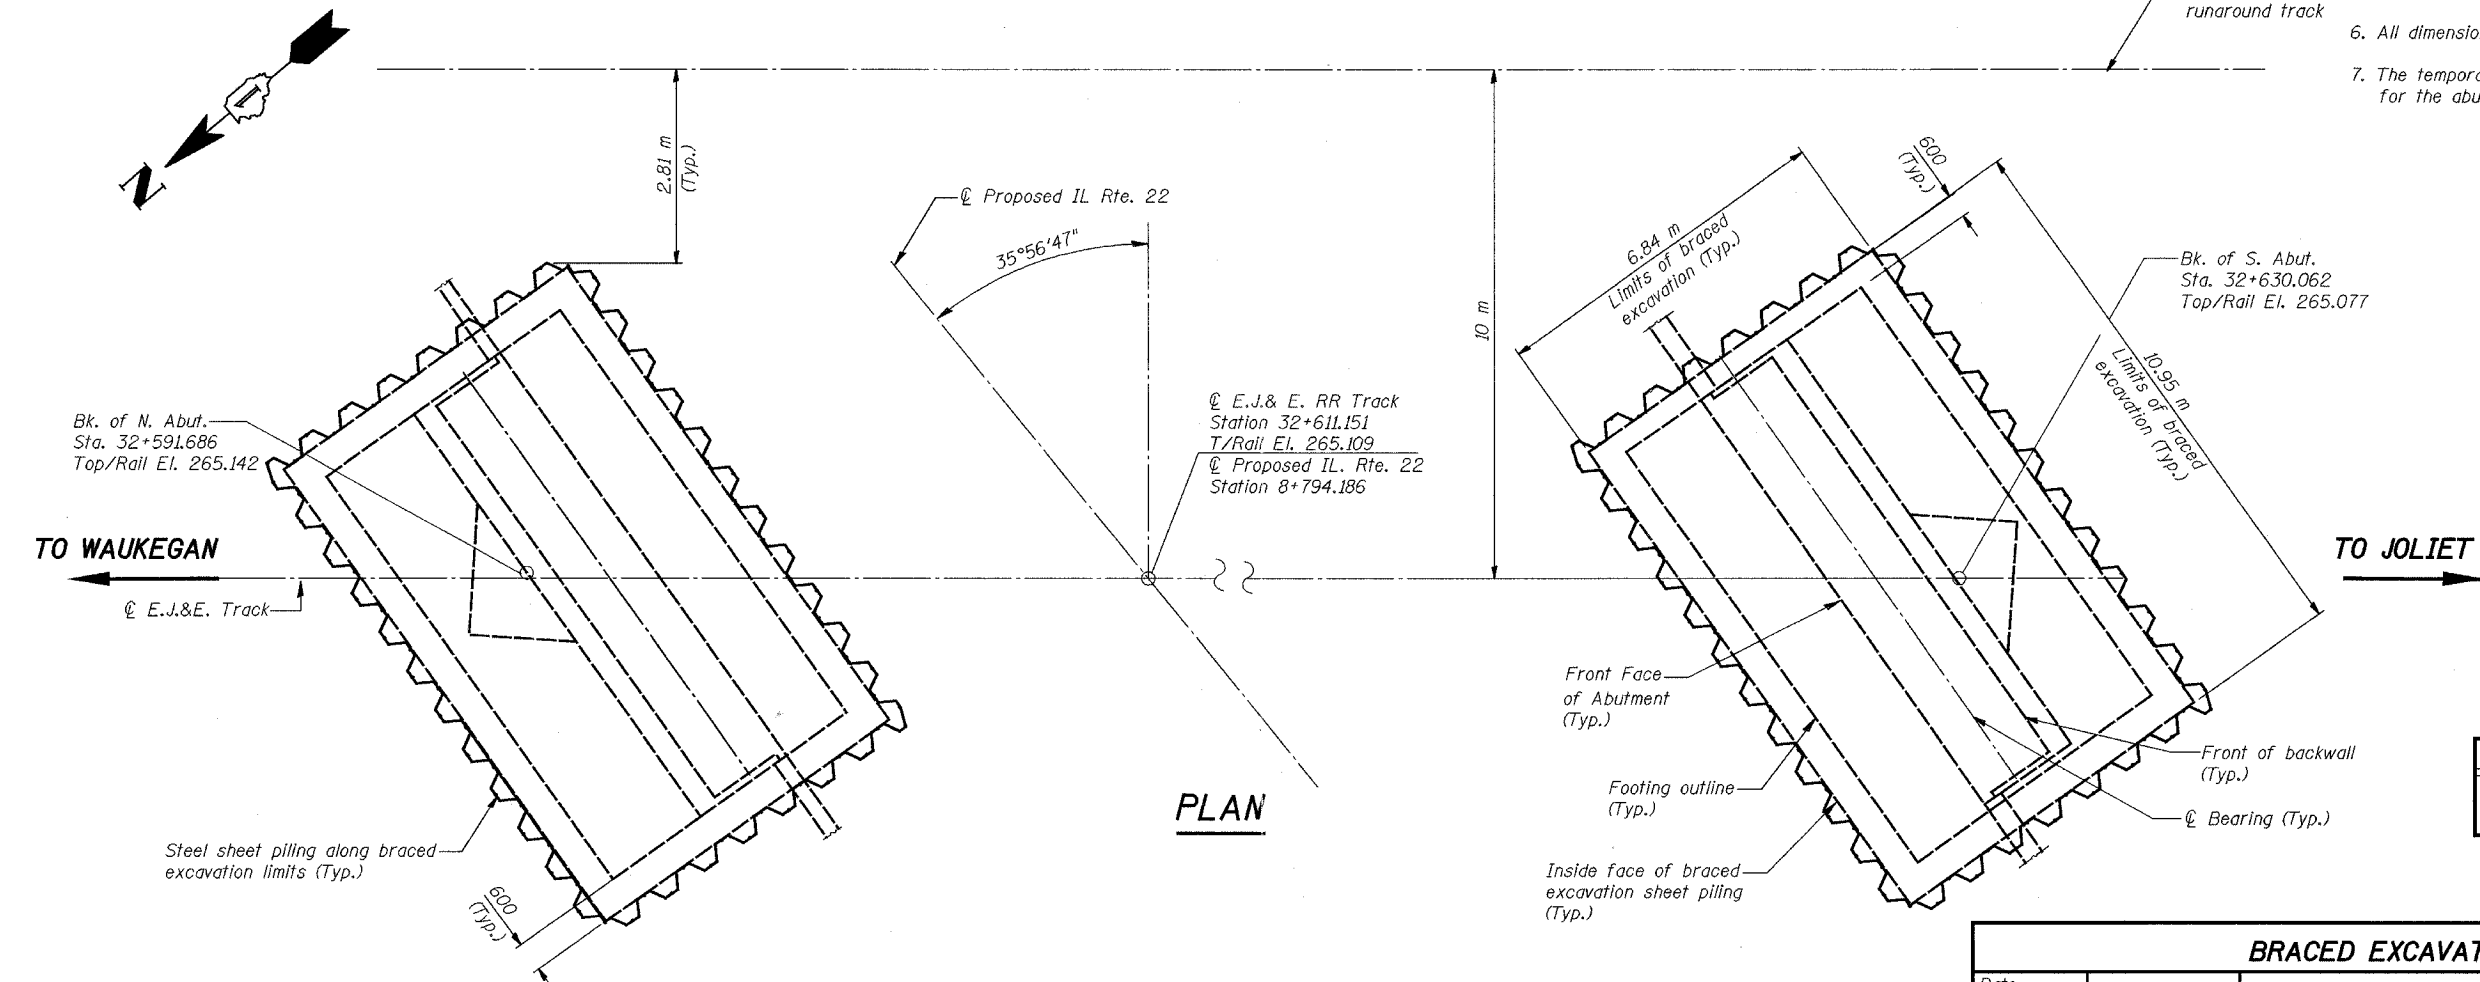 runaround track
6. All dimensio
7. The tempora
for the abu
N
2.81 m
(Typ.)
℄ Proposed IL Rte. 22
35°56'47"
10 m
6.84 m
Limits of braced
excavation (Typ.)
600
(Typ.)
Bk. of S. Abut.
Sta. 32+630.062
Top/Rail El. 265.077
10.95 m
Limits of braced
excavation (Typ.)
℄ E.J.& E. RR Track
Station 32+611.151
T/Rail El. 265.109
℄ Proposed IL. Rte. 22
Station 8+794.186
Bk. of N. Abut.
Sta. 32+591.686
Top/Rail El. 265.142
TO WAUKEGAN
℄ E.J.&E. Track
TO JOLIET
Front Face
of Abutment
(Typ.)
Footing outline
(Typ.)
Front of backwall
(Typ.)
℄ Bearing (Typ.)
PLAN
Steel sheet piling along braced
excavation limits (Typ.)
600
(Typ.)
Inside face of braced
excavation sheet piling
(Typ.)
BRACED EXCAVAT